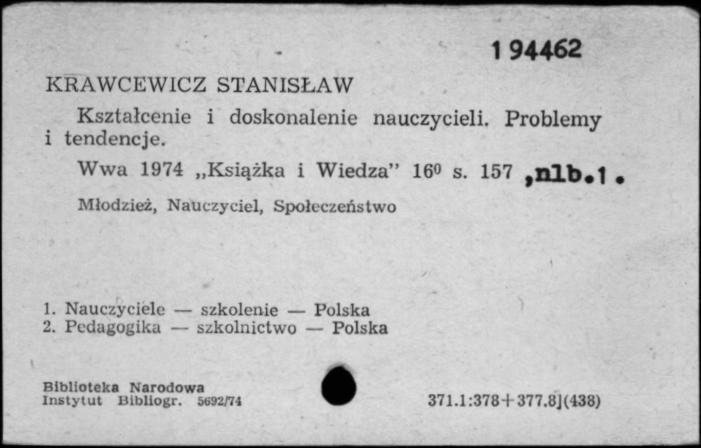 194462
KRAWCEWICZ STANISŁAW
Kształcenie i doskonalenie nauczycieli. Problemy
i tendencje.
Wwa 1974 „Książka i Wiedza” 16⁰ s. 157 ,nlb.1.
Młodzież, Nauczyciel, Społeczeństwo
1. Nauczyciele — szkolenie — Polska
2. Pedagogika — szkolnictwo — Polska
Biblioteka Narodowa
Instytut Bibliogr. 5692/74
371.1:378+377.8](438)